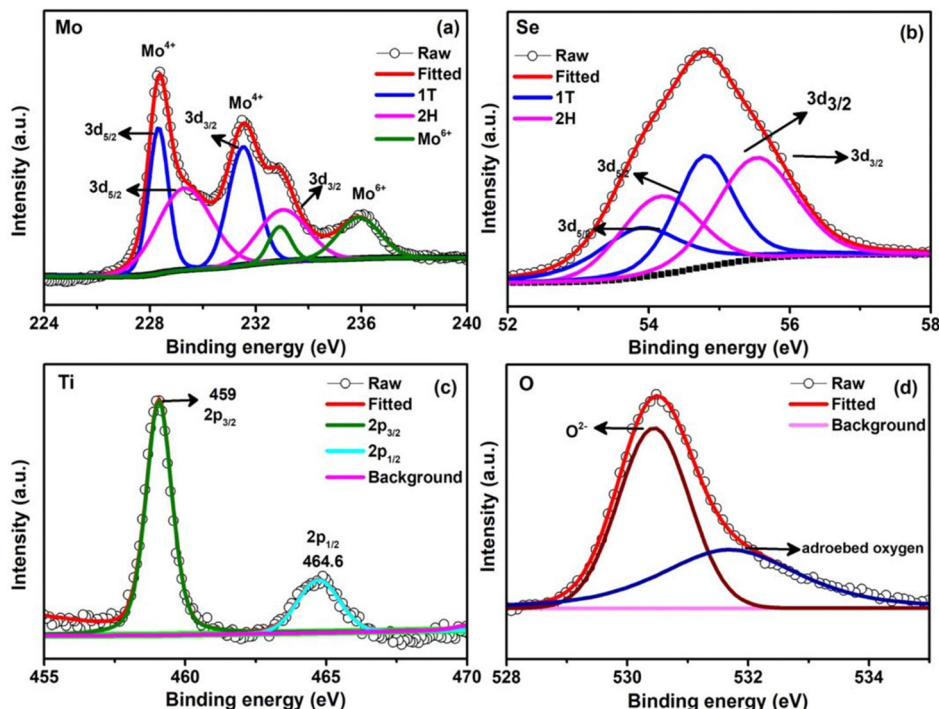 Mo
(a)
Mo⁴⁺
Raw
Fitted
1T
2H
Mo⁶⁺
3d₅/₂
3d₃/₂
Mo⁴⁺
3d₅/₂
3d₃/₂
Mo⁶⁺
Intensity (a.u.)
224 228 232 236 240
Binding energy (eV)
Se
(b)
Raw
Fitted
1T
2H
3d₃/₂
3d₃/₂
3d₅/₂
3d₅/₂
Intensity (a.u.)
52 54 56 58
Binding energy (eV)
Ti
(c)
459
2p₃/₂
Raw
Fitted
2p₃/₂
2p₁/₂
Background
2p₁/₂
464.6
Intensity (a.u.)
455 460 465 470
Binding energy (eV)
O
(d)
Raw
Fitted
Background
O²⁻
adroebed oxygen
Intensity (a.u.)
528 530 532 534
Binding energy (eV)